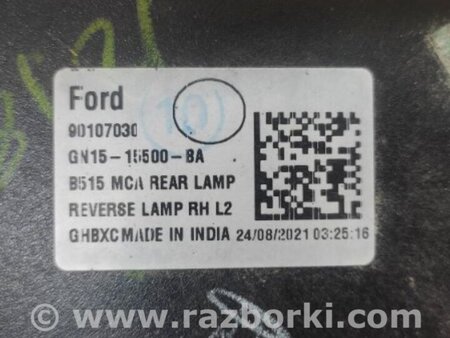 Ford
90107030
10
GN15-15500-BA
B515 MCA REAR LAMP
REVERSE LAMP RH L2
GHBXC MADE IN INDIA 24/08/2021 03:25:16
© www.razborki.com